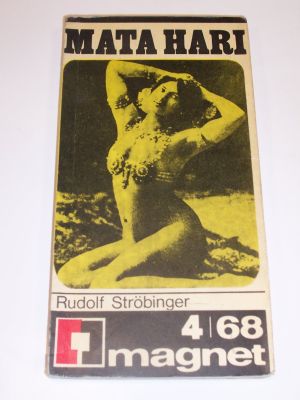 MATA HARI
Rudolf Ströbinger
4|68
magnet